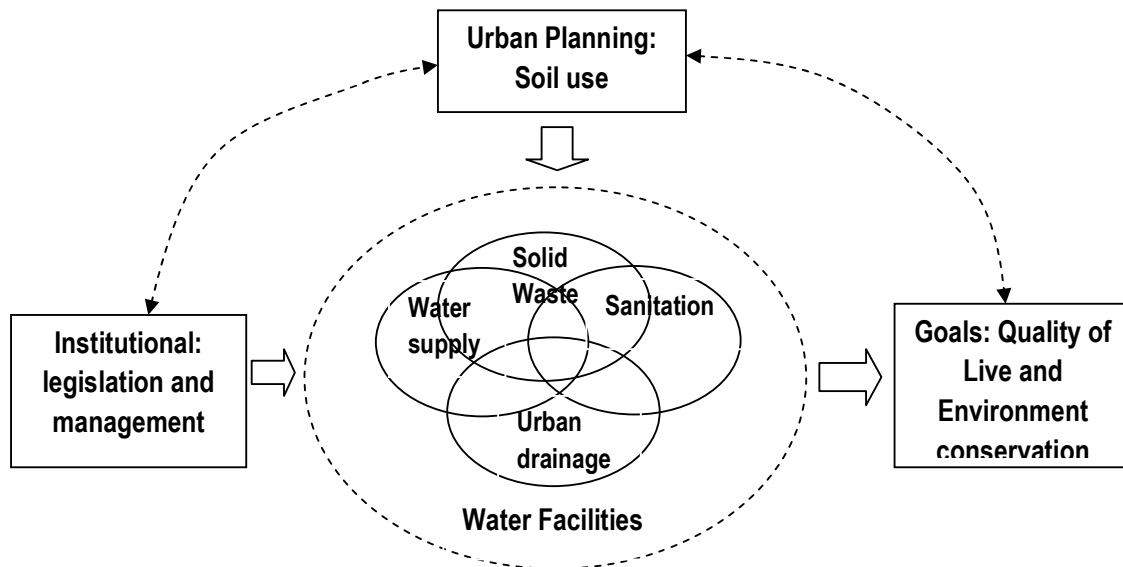 Urban Planning:
Soil use
Solid
Waste
Water
supply
Sanitation
Institutional:
legislation and
management
Goals: Quality of
Live and
Environment
conservation
Urban
drainage
Water Facilities